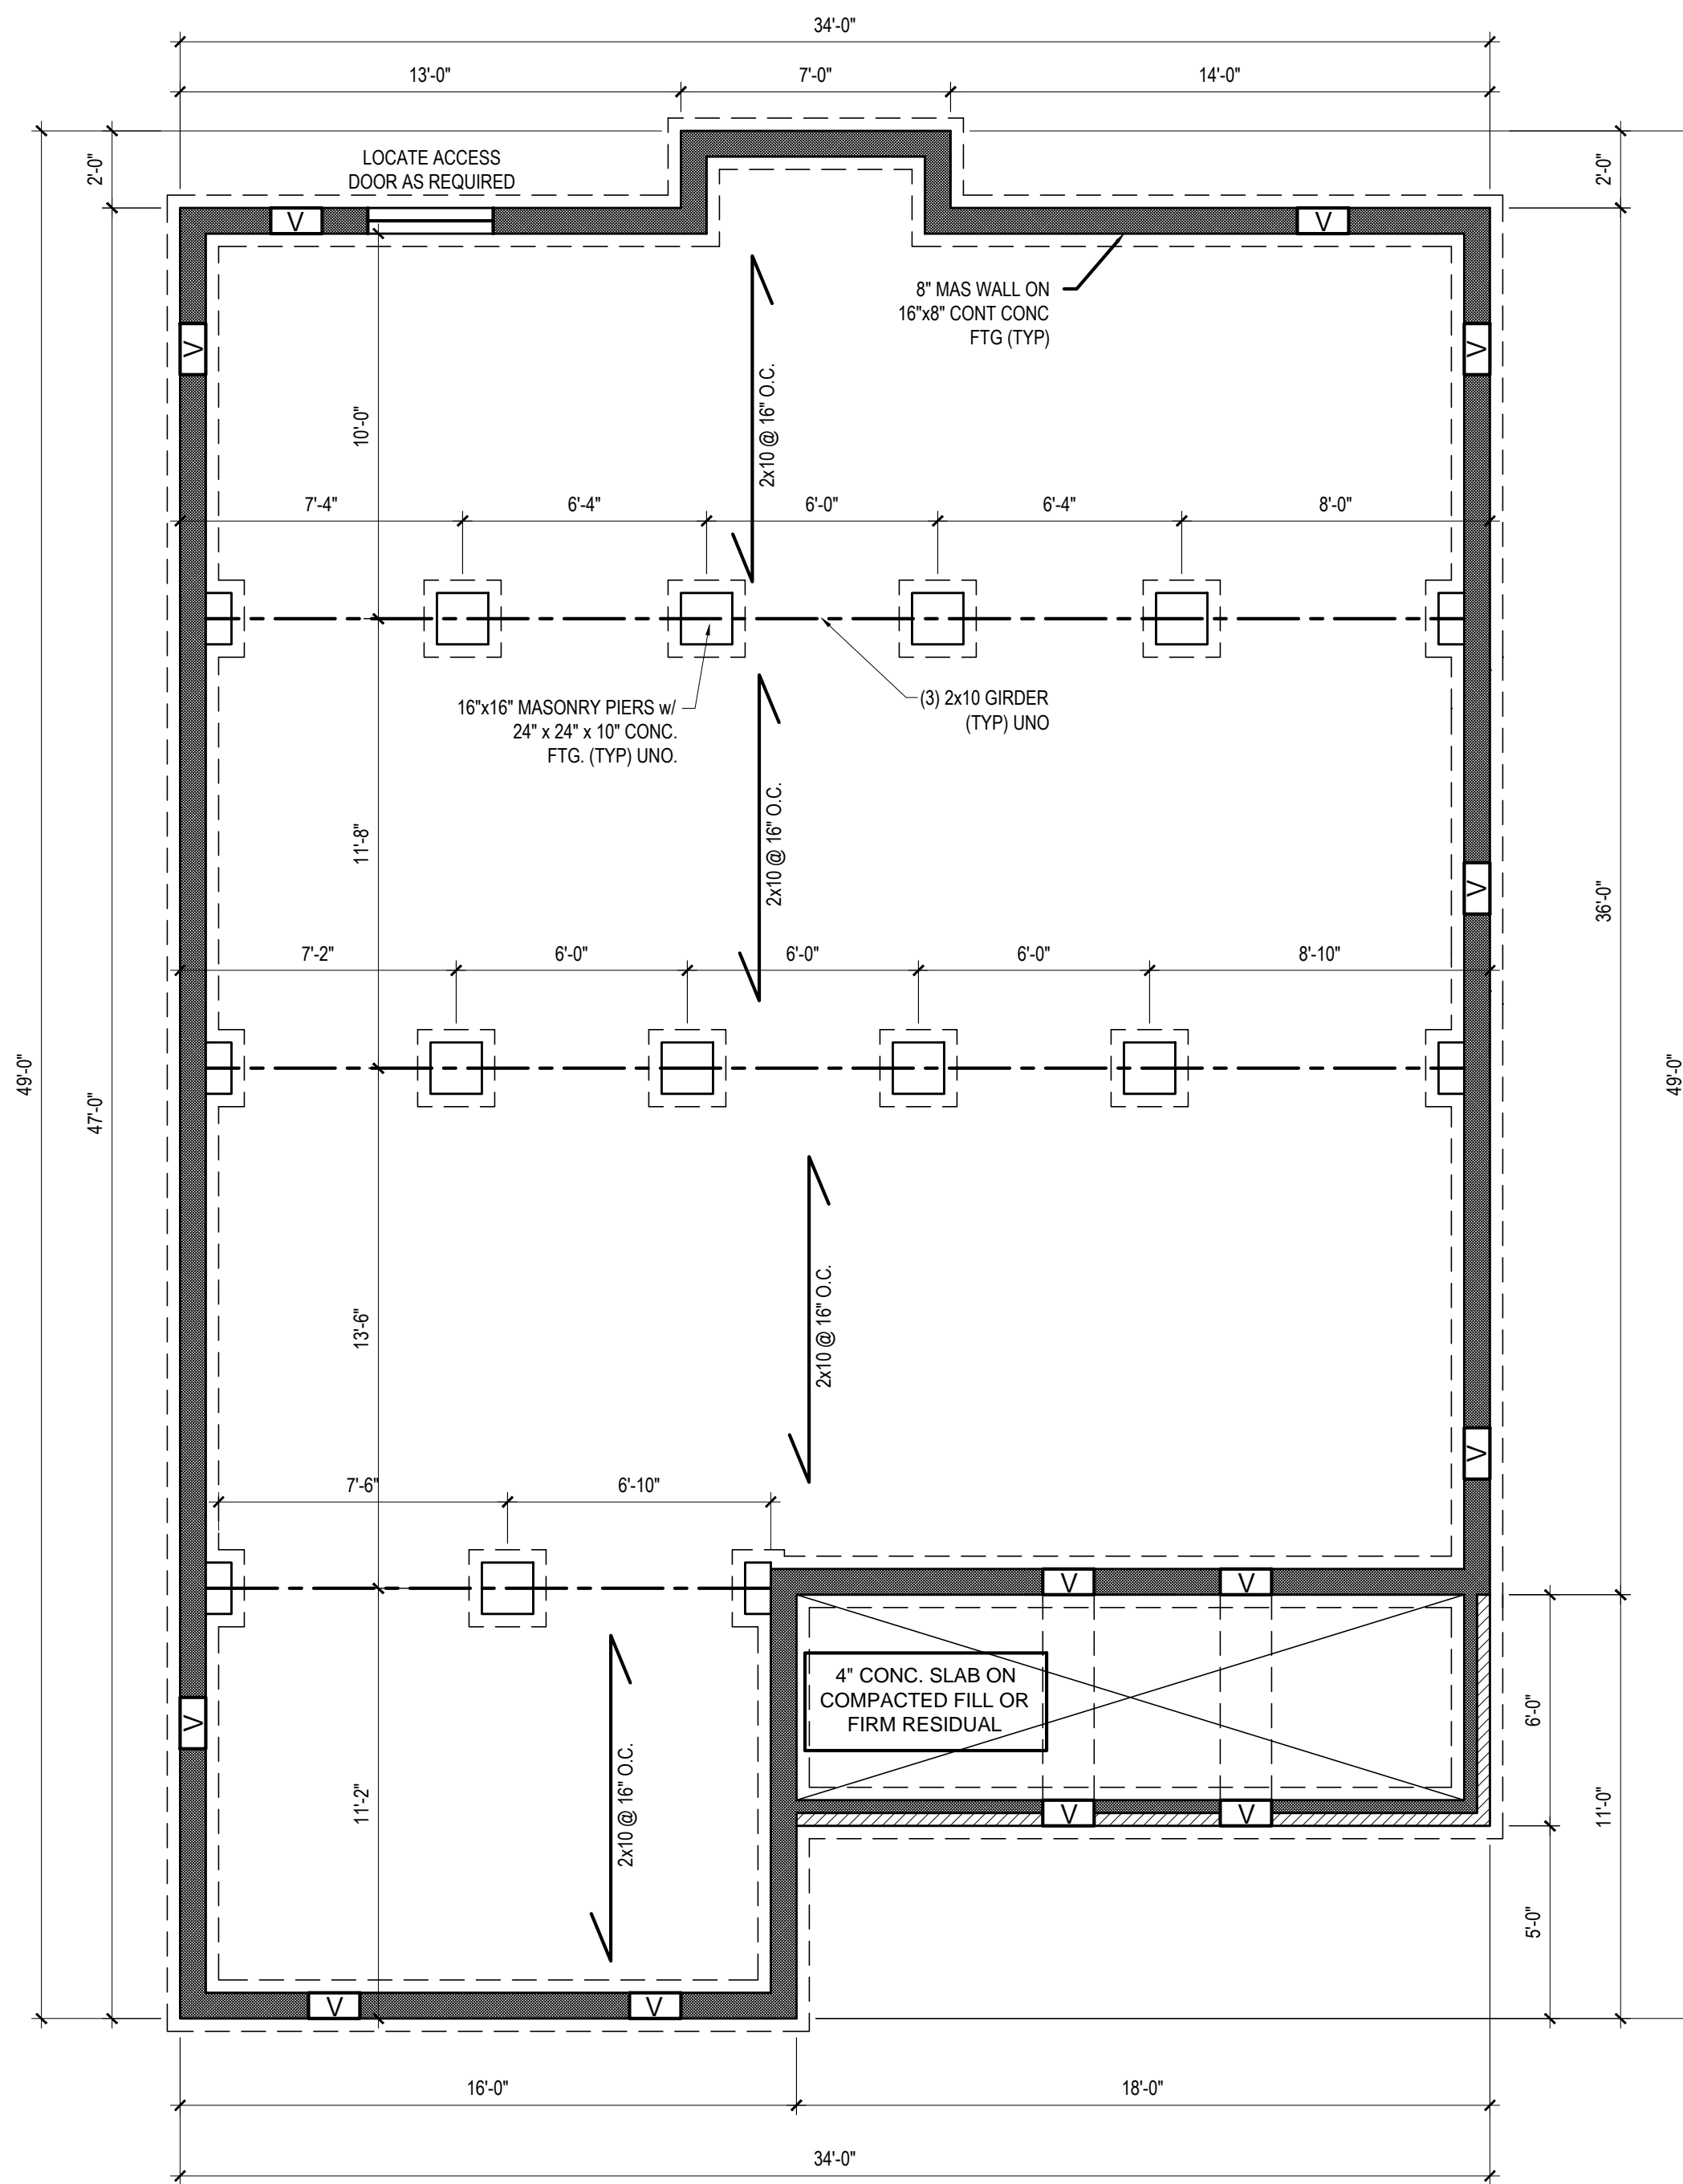 34'-0"
13'-0"
7'-0"
14'-0"
2'-0"
2'-0"
LOCATE ACCESS
DOOR AS REQUIRED
V
V
8" MAS WALL ON
16"x8" CONT CONC
FTG (TYP)
V
V
10'-0"
2x10 @ 16" O.C.
7'-4"
6'-4"
6'-0"
6'-4"
8'-0"
16"x16" MASONRY PIERS w/
24" x 24" x 10" CONC.
FTG. (TYP) UNO.
(3) 2x10 GIRDER
(TYP) UNO
11'-8"
2x10 @ 16" O.C.
V
36'-0"
7'-2"
6'-0"
6'-0"
6'-0"
8'-10"
49'-0"
47'-0"
49'-0"
13'-6"
2x10 @ 16" O.C.
V
7'-6"
6'-10"
V
V
4" CONC. SLAB ON
COMPACTED FILL OR
FIRM RESIDUAL
V
6'-0"
11'-2"
2x10 @ 16" O.C.
V
V
11'-0"
5'-0"
V
V
16'-0"
18'-0"
34'-0"